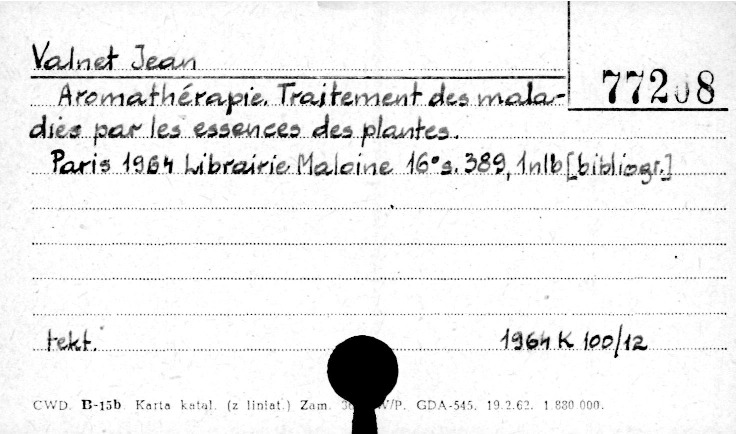 Valnet Jean
77208
Aromathérapie. Traitement des mala-
dies par les essences des plantes.
Paris 1964 Librairie Maloine 16° s. 389, 1nlb [bibliogr.]
tekt.
1964 K 100/12
CWD. B-15b Karta katal. (z liniat.) Zam. /P. GDA-545. 19.2.62. 1.880.000.